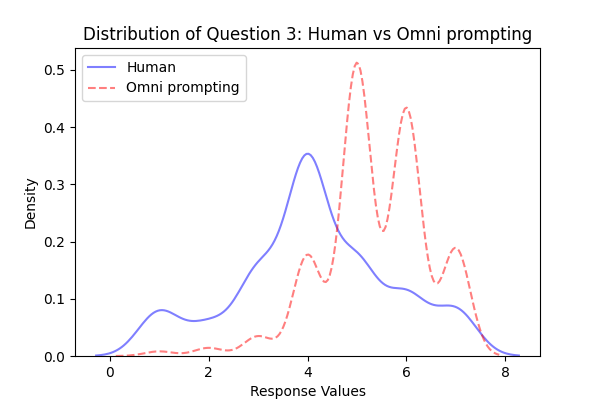 Distribution of Question 3: Human vs Omni prompting
Human
Omni prompting
Density
0.5
0.4
0.3
0.2
0.1
0.0
0 2 4 6 8
Response Values